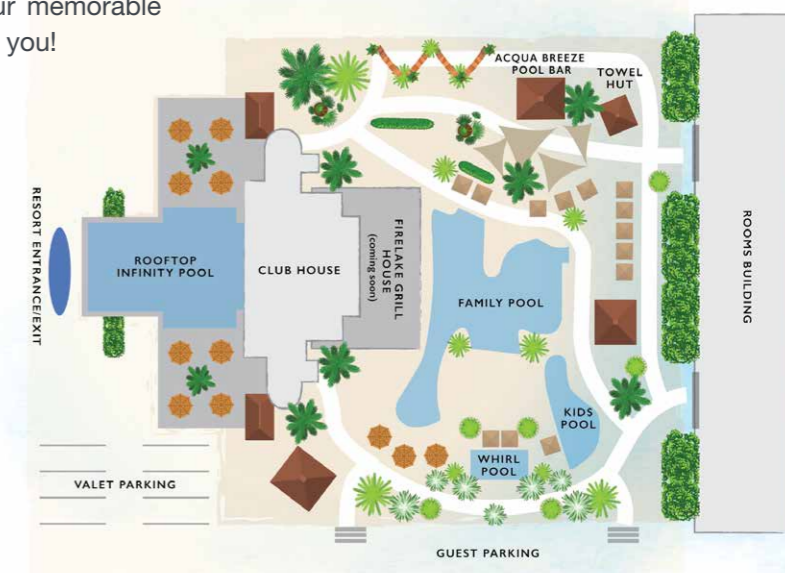 ur memorable
you!
ACQUA BREEZE
POOL BAR
TOWEL
HUT
RESORT ENTRANCE/EXIT
ROOFTOP
INFINITY POOL
CLUB HOUSE
FIRELAKE GRILL
HOUSE
(coming soon)
FAMILY POOL
ROOMS BUILDING
KIDS
POOL
WHIRL
POOL
VALET PARKING
GUEST PARKING